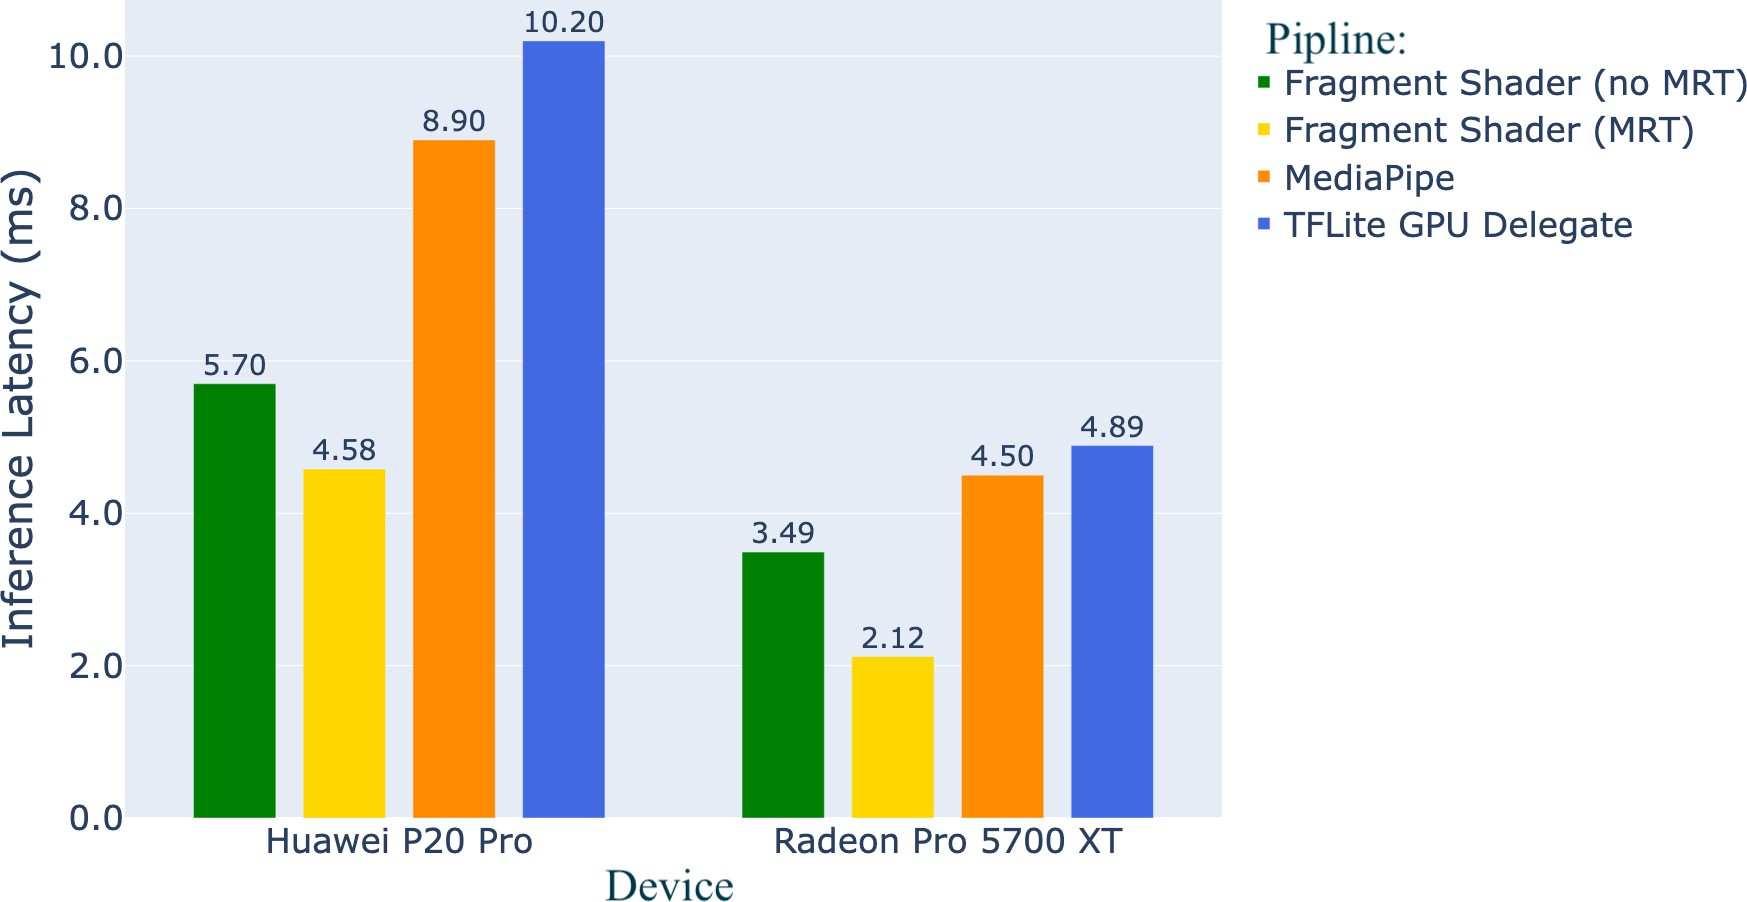 10.20
10.0
8.90
8.0
6.0
5.70
4.58
4.89
4.50
4.0
3.49
2.12
2.0
0.0
Inference Latency (ms)
Huawei P20 Pro
Radeon Pro 5700 XT
Device
Pipline:
Fragment Shader (no MRT)
Fragment Shader (MRT)
MediaPipe
TFLite GPU Delegate